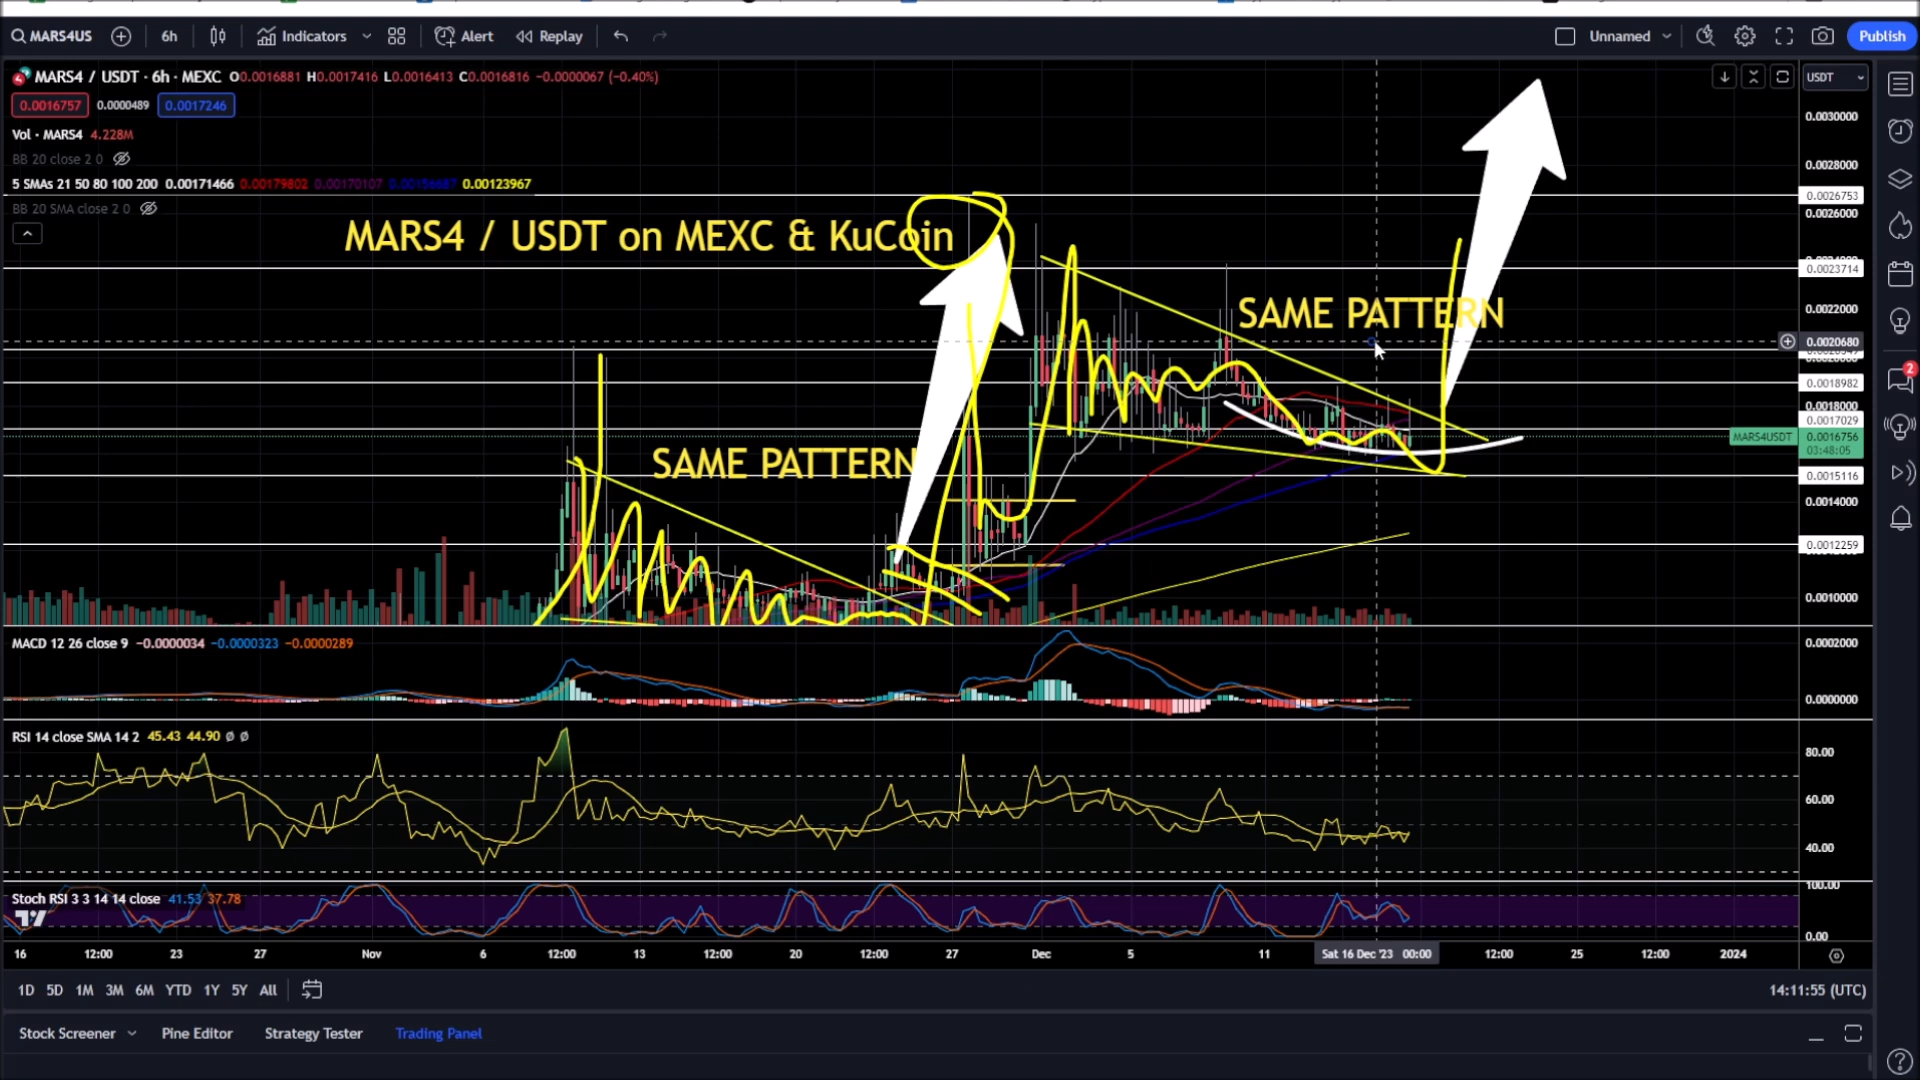 MARS4US
6h
Indicators
Alert
Replay
Unnamed
Publish
MARS4 / USDT · 6h · MEXC O0.0016881 H0.0017416 L0.0016413 C0.0016816 −0.0000067 (−0.40%)
USDT
0.0016757 0.0000489 0.0017246
Vol · MARS4 4.228M
BB 20 close 2 0
5 SMAs 21 50 80 100 200 0.00171466 0.00179802 0.00170107 0.00123967
BB 20 SMA close 2 0
MARS4 / USDT on MEXC & KuCoin
SAME PATTERN
SAME PATTERN
0.0030000
0.0028000
0.0026753
0.0026000
0.0023714
0.0022000
0.0020680
0.0018982
0.0018000
0.0017029
MARS4USDT 0.0016756
03:48:05
0.0015116
0.0014000
0.0012259
0.0010000
MACD 12 26 close 9 −0.0000034 −0.0000323 −0.0000289
0.0002000
0.0000000
RSI 14 close SMA 14 2 45.43 44.90 ø ø
80.00
60.00
40.00
Stoch RSI 3 3 14 14 close 41.53 37.78
100.00
0.00
16 12:00 23 27 Nov 6 12:00 13 12:00 20 12:00 27 Dec 5 11 Sat 16 Dec '23 00:00 12:00 25 12:00 2024
1D 5D 1M 3M 6M YTD 1Y 5Y All
14:11:55 (UTC)
Stock Screener Pine Editor Strategy Tester Trading Panel
2